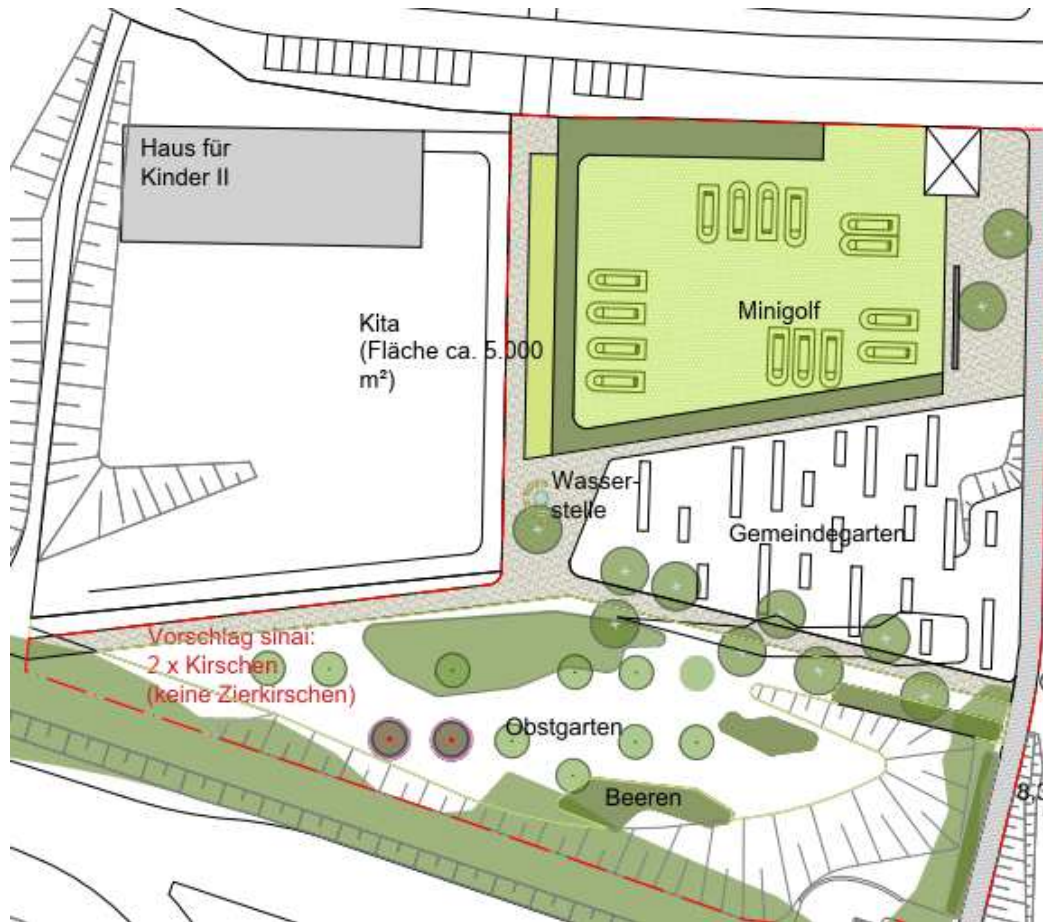 Haus für
Kinder II
Kita
(Fläche ca. 5.000
m²)
Minigolf
Wasser-
stelle
Gemeindegarten
Vorschlag sinai:
2 x Kirschen
(keine Zierkirschen)
Obstgarten
Beeren